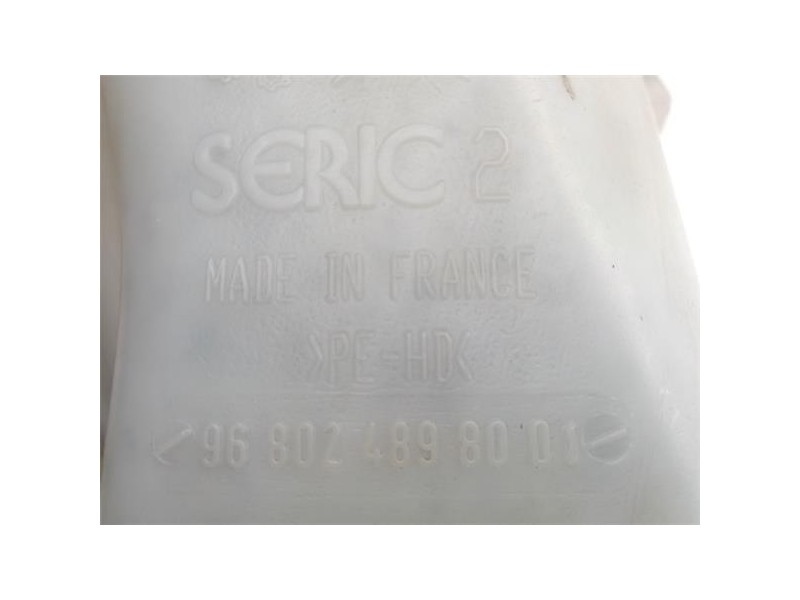 SERIC 2
MADE IN FRANCE
>PE-HD<
96 802 489 80 01